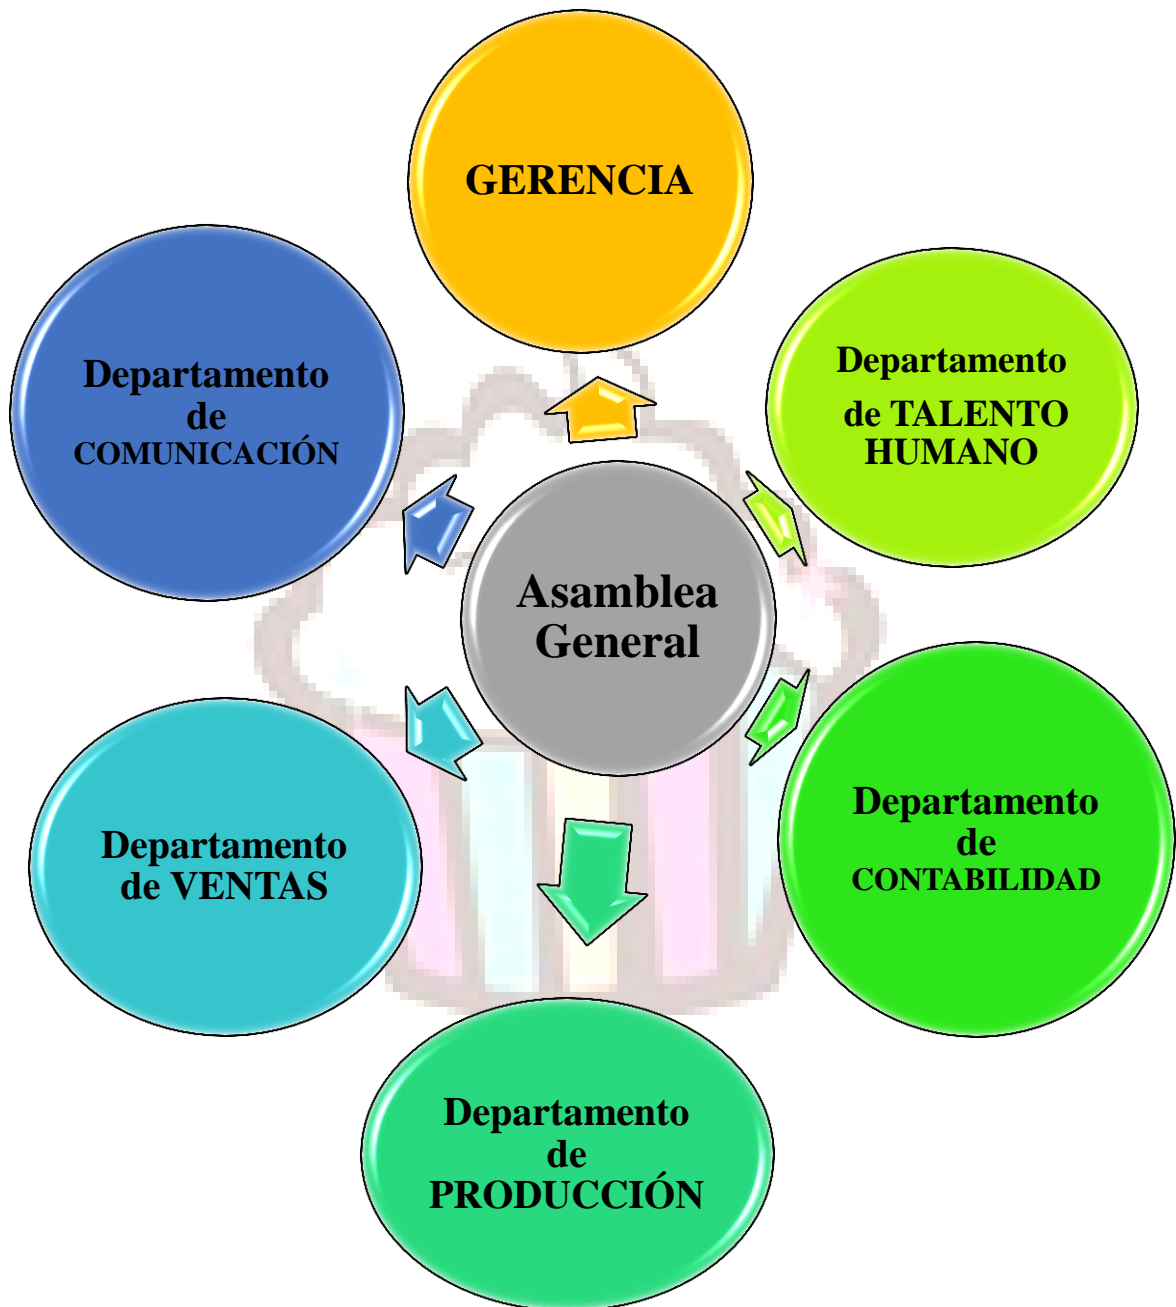 GERENCIA
Departamento
de TALENTO
HUMANO
Departamento
de
CONTABILIDAD
Departamento
de
PRODUCCIÓN
Departamento
de VENTAS
Departamento
de
COMUNICACIÓN
Asamblea
General